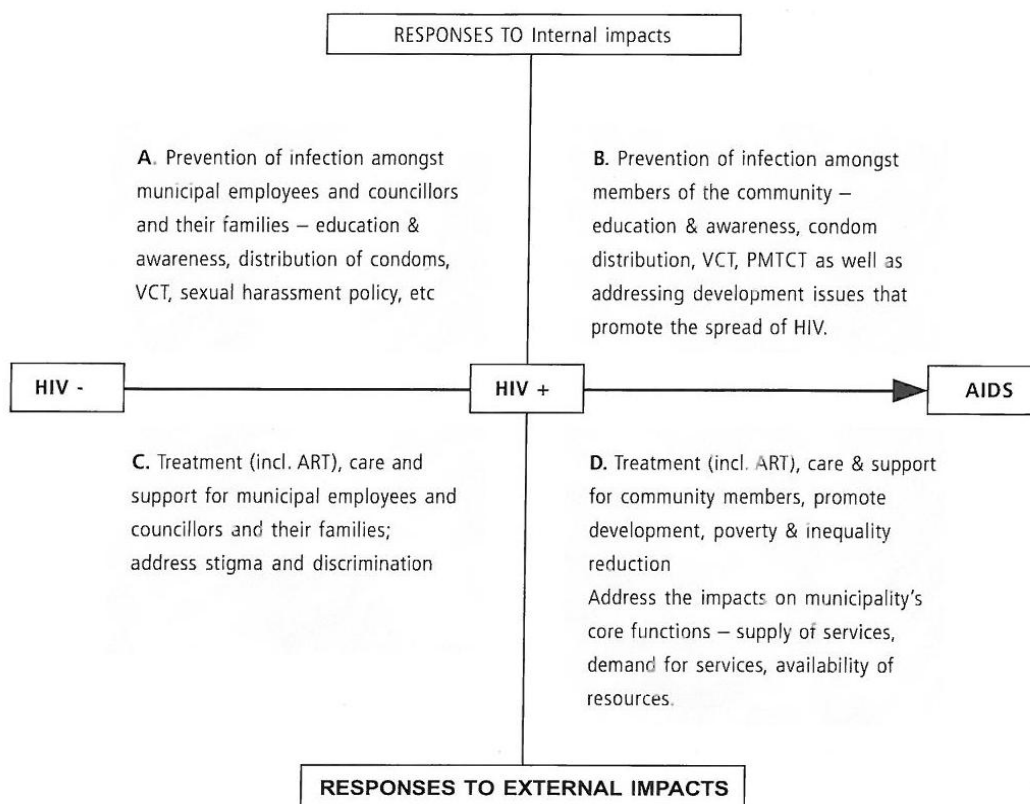 RESPONSES TO Internal impacts
A. Prevention of infection amongst
municipal employees and councillors
and their families – education &
awareness, distribution of condoms,
VCT, sexual harassment policy, etc
B. Prevention of infection amongst
members of the community –
education & awareness, condom
distribution, VCT, PMTCT as well as
addressing development issues that
promote the spread of HIV.
HIV -
HIV +
AIDS
C. Treatment (incl. ART), care and
support for municipal employees and
councillors and their families;
address stigma and discrimination
D. Treatment (incl. ART), care & support
for community members, promote
development, poverty & inequality
reduction
Address the impacts on municipality's
core functions – supply of services,
demand for services, availability of
resources.
RESPONSES TO EXTERNAL IMPACTS